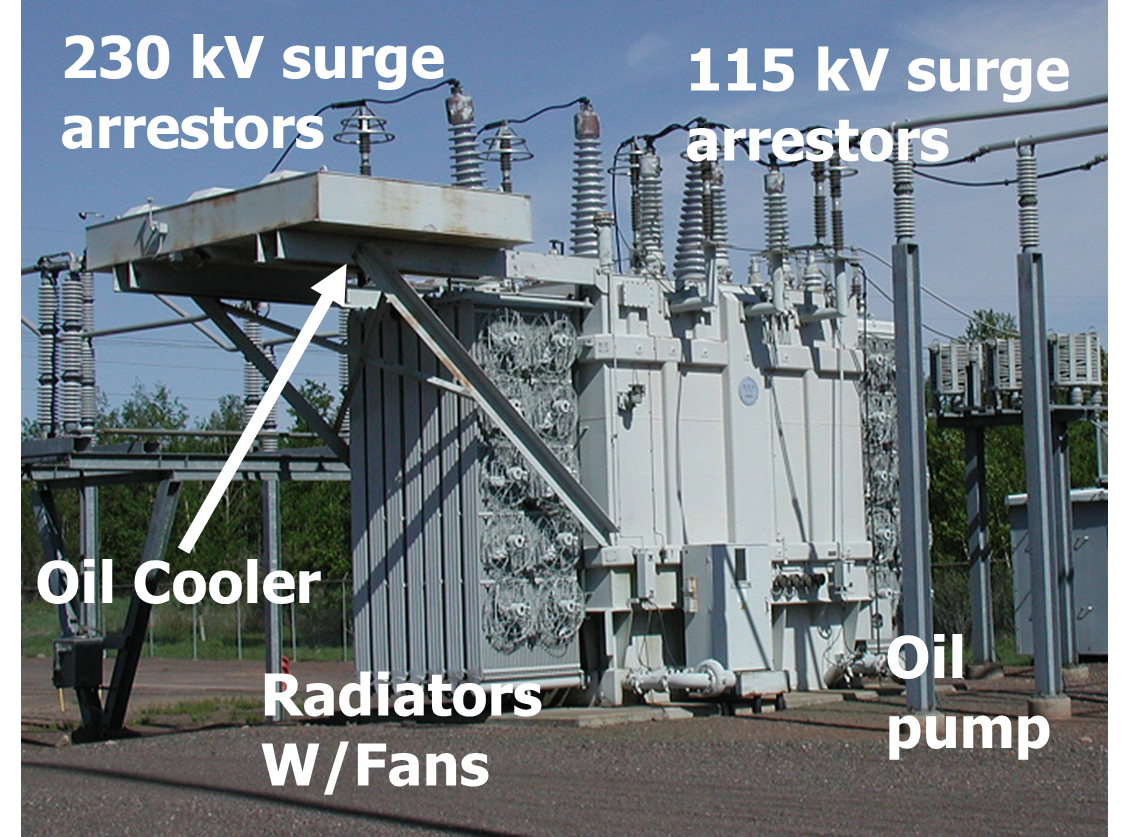 230 kV surge
arrestors
115 kV surge
arrestors
Oil Cooler
Radiators
W/Fans
Oil
pump